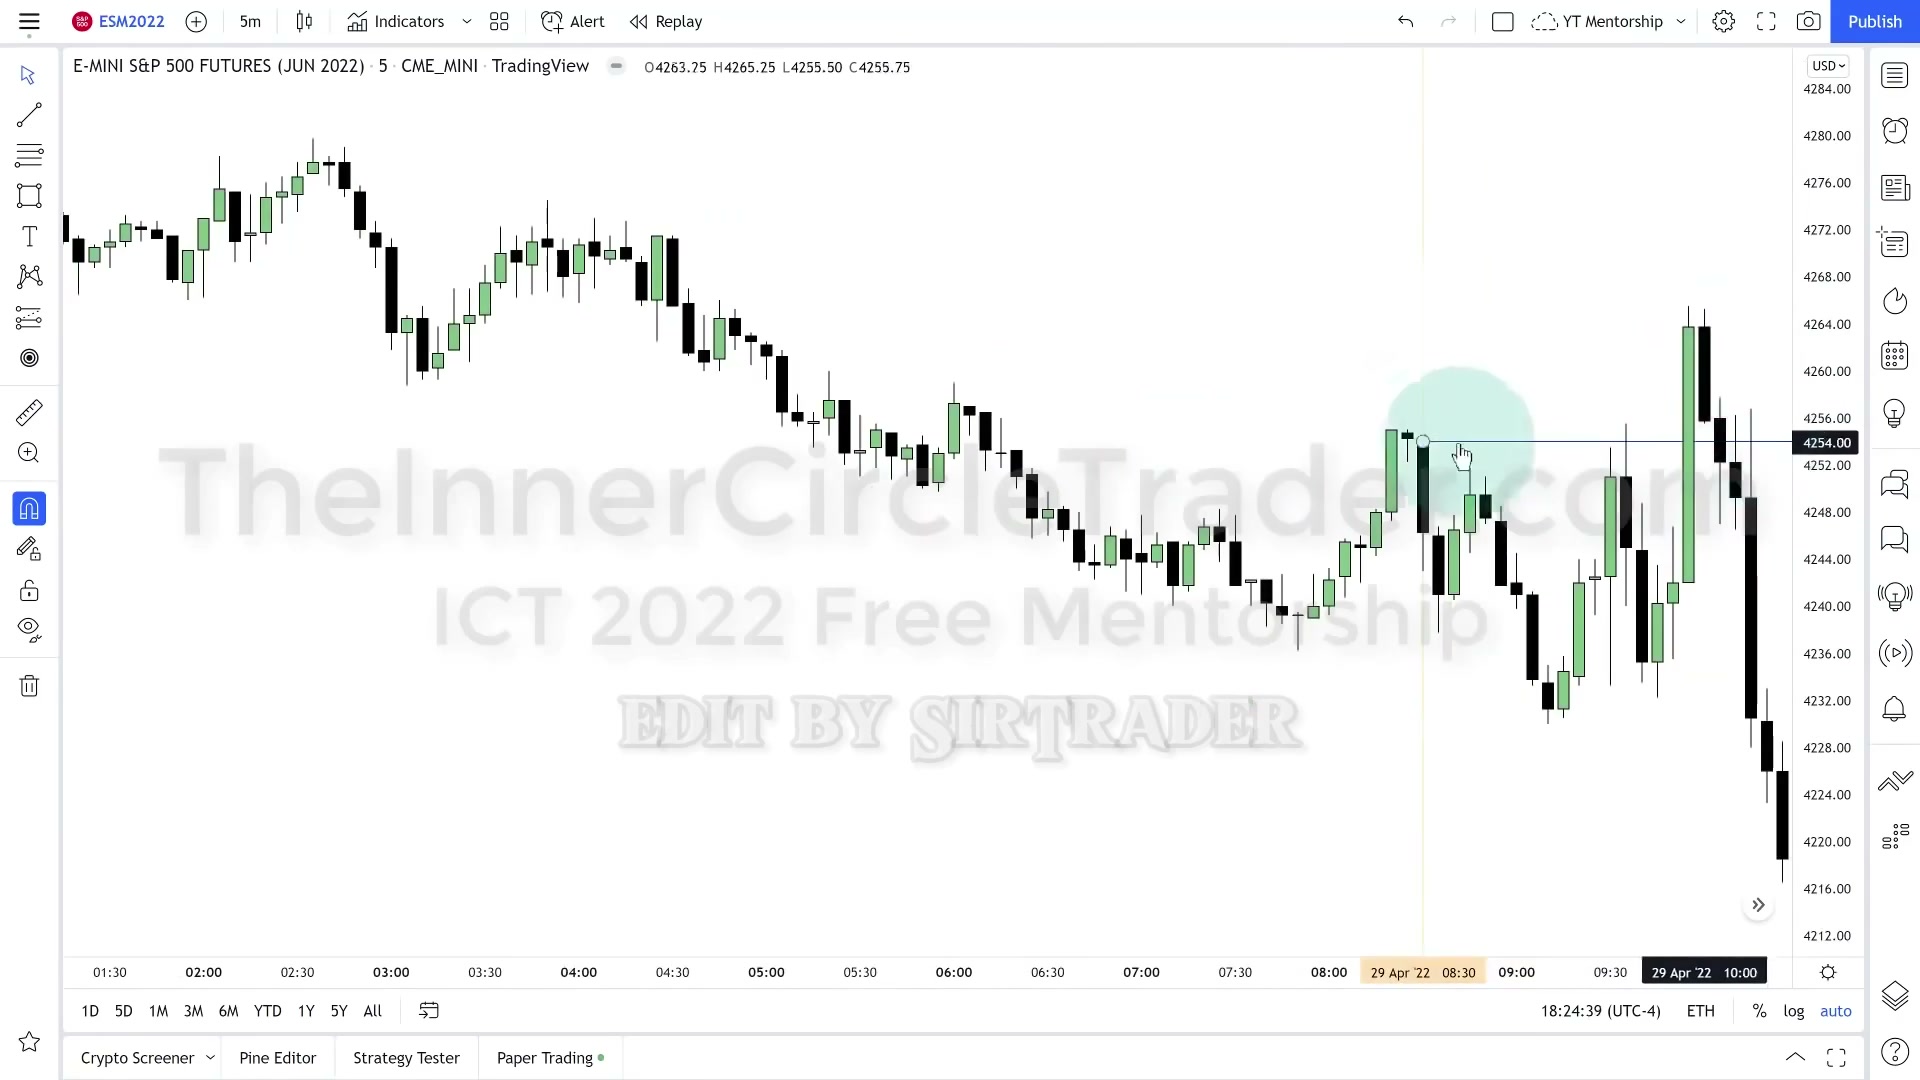 S&P 500 ESM2022 5m Indicators Alert Replay YT Mentorship Publish
E-MINI S&P 500 FUTURES (JUN 2022) · 5 · CME_MINI · TradingView O4263.25 H4265.25 L4255.50 C4255.75
USD
4284.00
4280.00
4276.00
4272.00
4268.00
4264.00
4260.00
4256.00
4254.00
4252.00
4248.00
4244.00
4240.00
4236.00
4232.00
4228.00
4224.00
4220.00
4216.00
4212.00
TheInnerCircleTrader.com
ICT 2022 Free Mentorship
EDIT BY SIRTRADER
01:30 02:00 02:30 03:00 03:30 04:00 04:30 05:00 05:30 06:00 06:30 07:00 07:30 08:00 29 Apr '22 08:30 09:00 09:30 29 Apr '22 10:00
1D 5D 1M 3M 6M YTD 1Y 5Y All 18:24:39 (UTC-4) ETH % log auto
Crypto Screener Pine Editor Strategy Tester Paper Trading